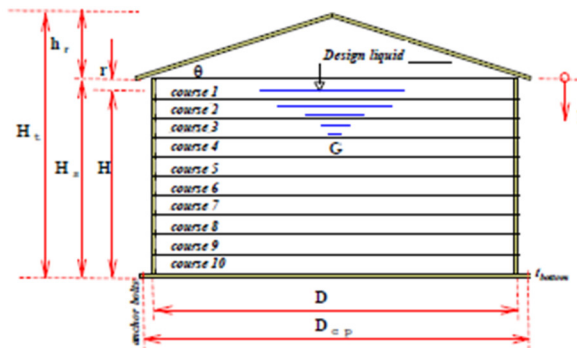 h r
Design liquid
r
θ
course 1
course 2
course 3
H t
course 4
G
H
H s
course 5
course 6
course 7
course 8
course 9
course 10
t bottom
anchor bolts
D
D c p